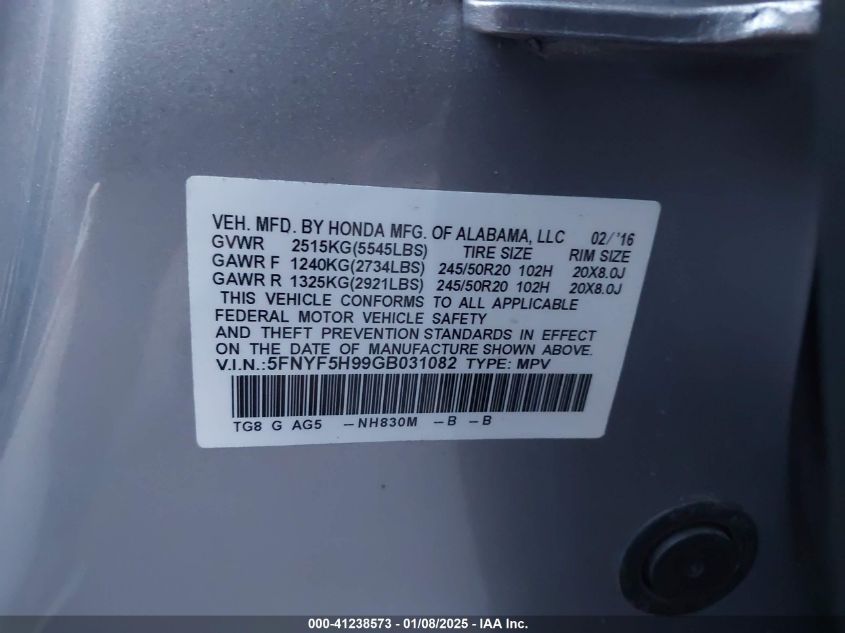 VEH. MFD. BY HONDA MFG. OF ALABAMA, LLC 02/ '16
GVWR 2515KG(5545LBS) TIRE SIZE RIM SIZE
GAWR F 1240KG(2734LBS) 245/50R20 102H 20X8.0J
GAWR R 1325KG(2921LBS) 245/50R20 102H 20X8.0J
THIS VEHICLE CONFORMS TO ALL APPLICABLE
FEDERAL MOTOR VEHICLE SAFETY
AND THEFT PREVENTION STANDARDS IN EFFECT
ON THE DATE OF MANUFACTURE SHOWN ABOVE.
V.I.N.:5FNYF5H99GB031082 TYPE: MPV
TG8 G AG5 --NH830M --B --B
000-41238573 - 01/08/2025 - IAA Inc.